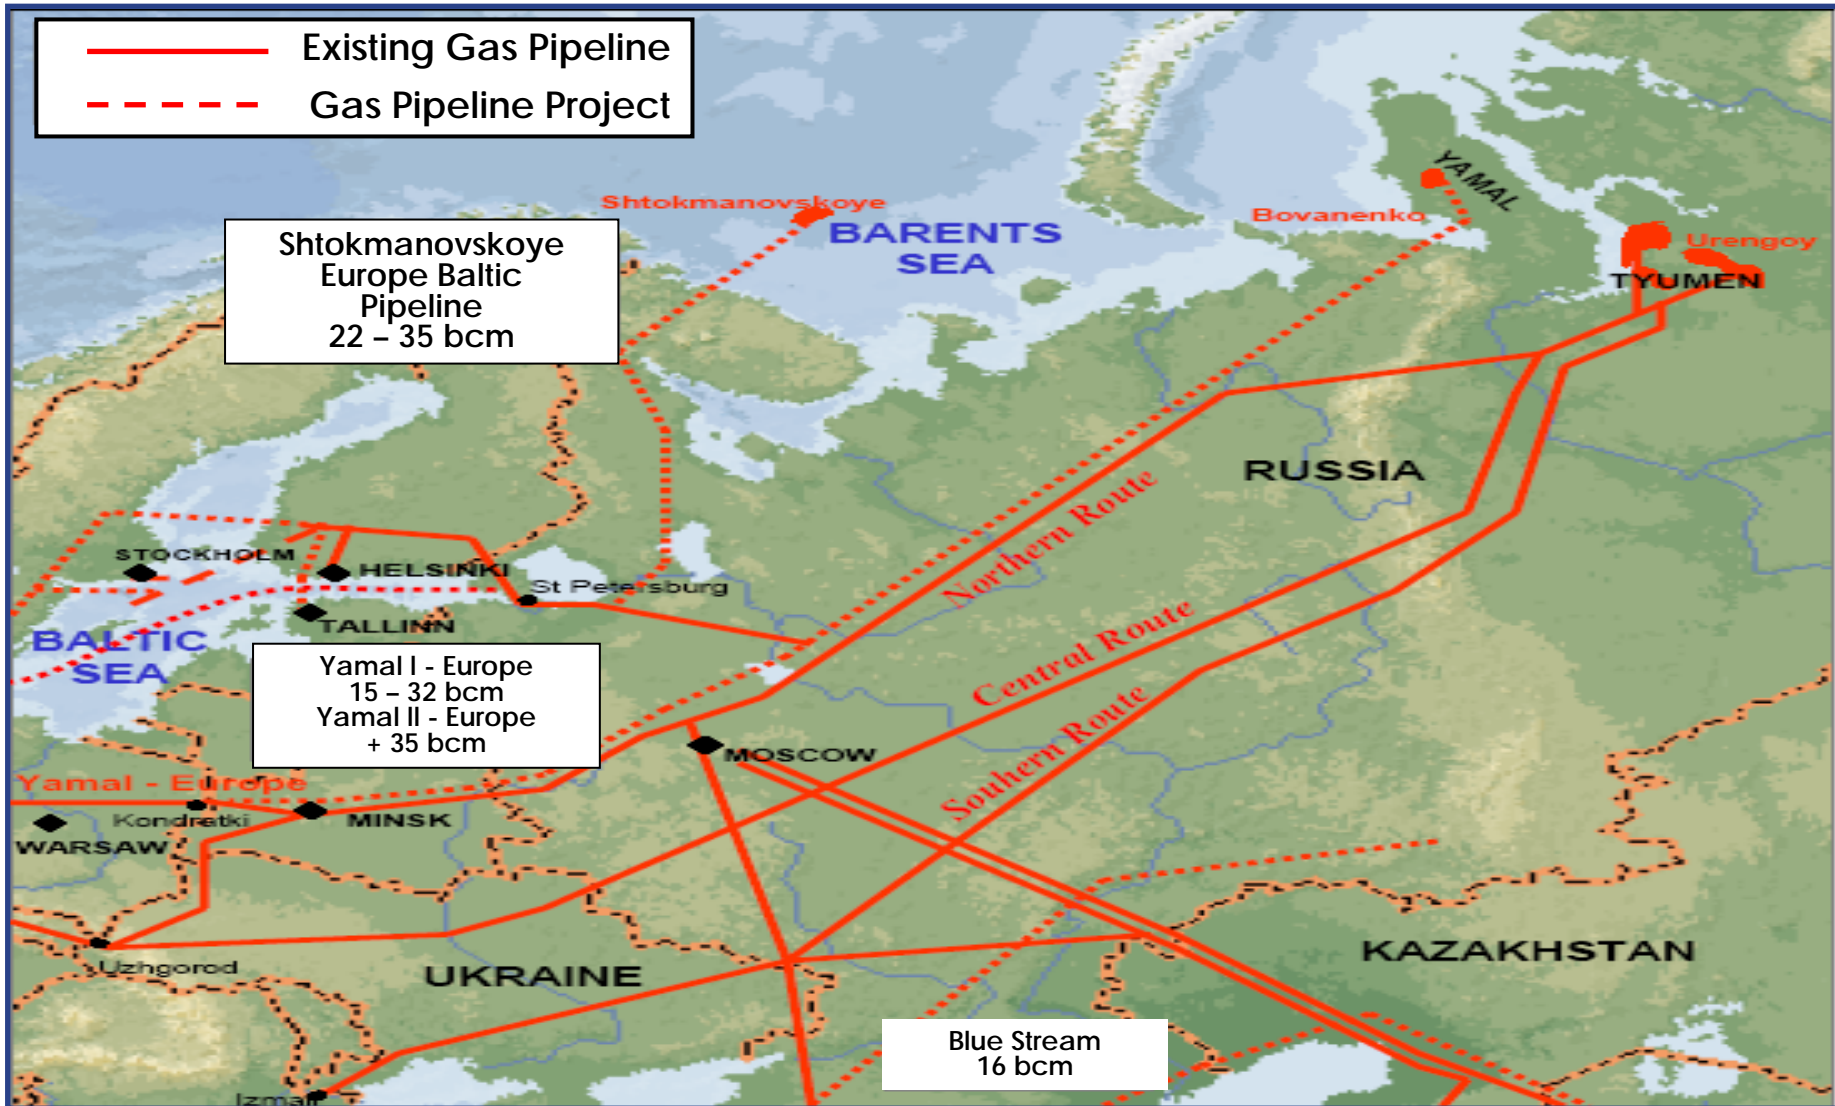 Existing Gas Pipeline
Gas Pipeline Project
Shtokmanovskoye
BARENTS
SEA
Bovanenko
YAMAL
Urengoy
TYUMEN
Shtokmanovskoye
Europe Baltic
Pipeline
22 – 35 bcm
RUSSIA
Northern Route
Central Route
Souhern Route
STOCKHOLM
HELSINKI
St Petersburg
TALLINN
BALTIC
SEA
Yamal I - Europe
15 – 32 bcm
Yamal II - Europe
+ 35 bcm
MOSCOW
Yamal - Europe
Kondratki
MINSK
WARSAW
Uzhgorod
UKRAINE
KAZAKHSTAN
Blue Stream
16 bcm
Izmail